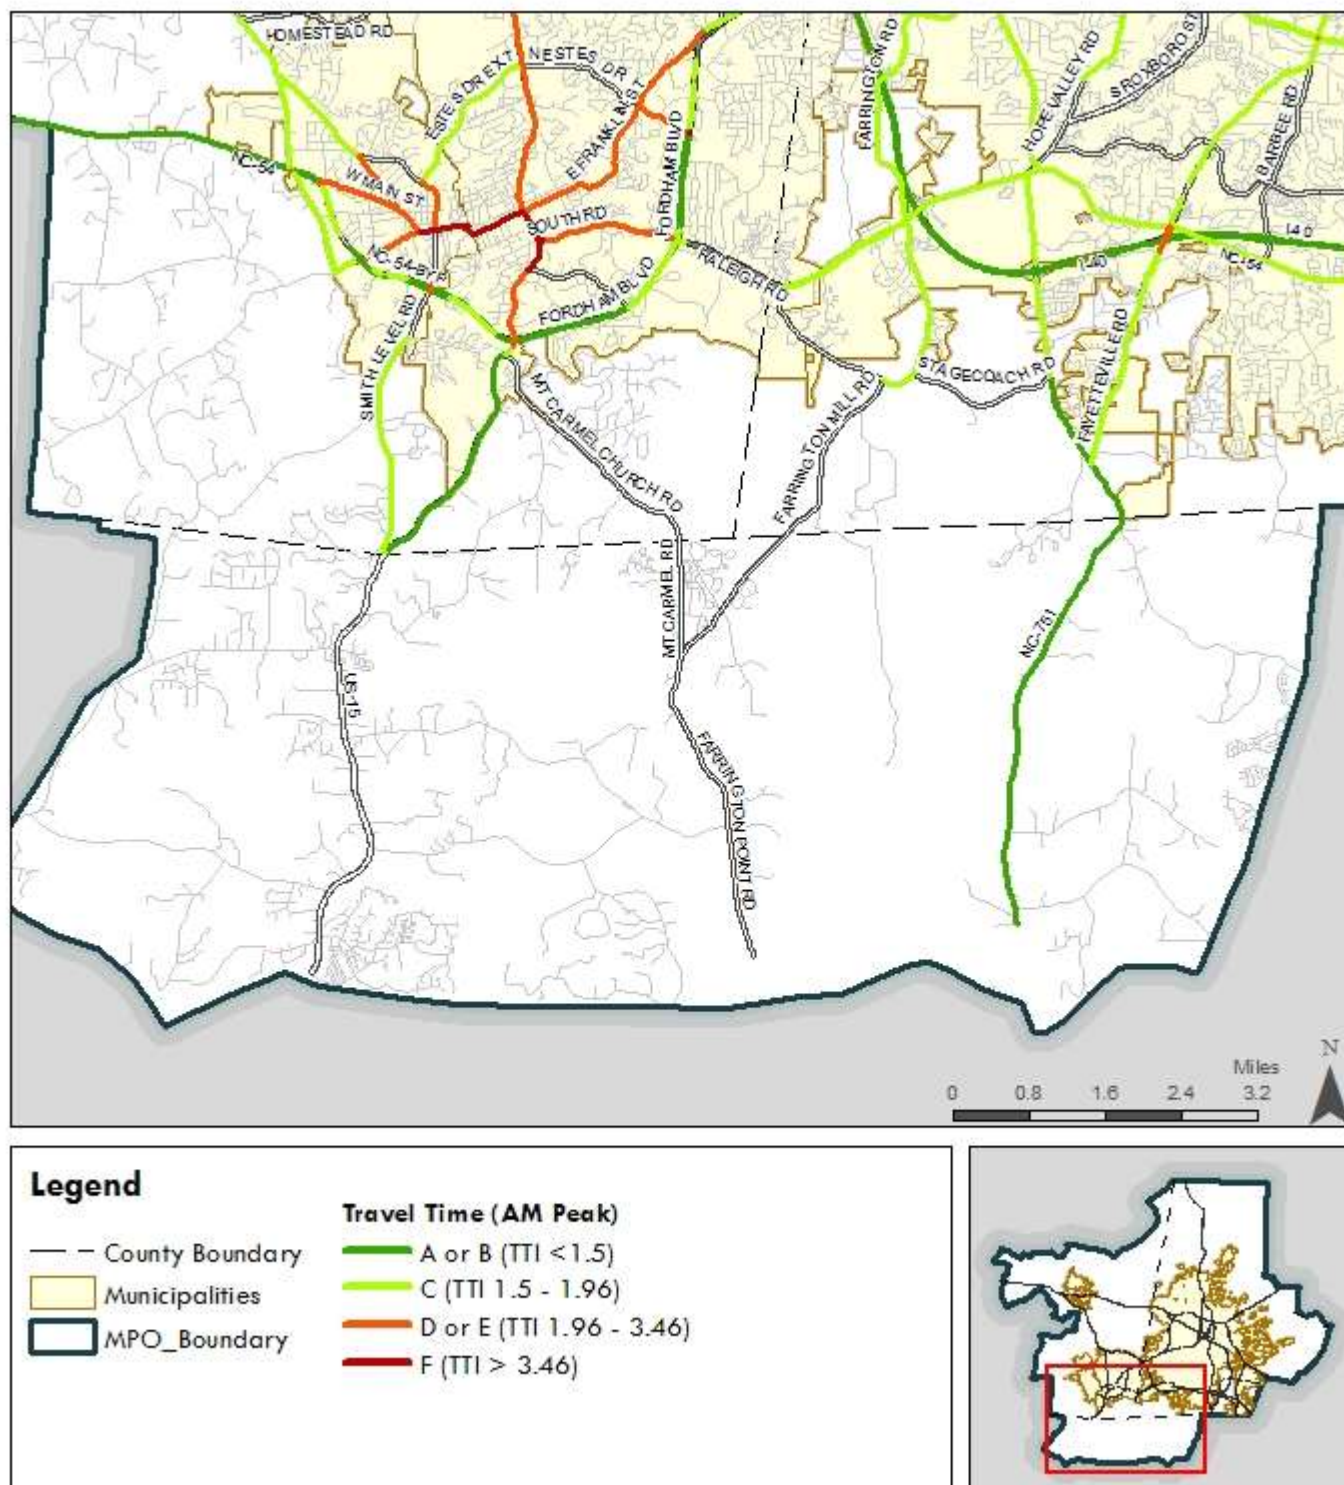 HOMESTEAD RD
ESTES DR EXT
N ESTES DR
E FRANKLIN ST
FORDHAM BLVD
FARRINGTON RD
HOPE VALLEY RD
S ROXBORO ST
BARBEE RD
NC-54
W MAIN ST
SOUTH RD
RALEIGH RD
I-40
I-40
NC-54
NC-54-BYP
FORDHAM BLVD
SMITH LEVEL RD
MT CARMEL CHURCH RD
FARRINGTON MILL RD
STAGECOACH RD
FAYETTEVILLE RD
MT CARMEL RD
NC-751
US-15
FARRINGTON POINT RD
N
Miles
0 0.8 1.6 2.4 3.2
Legend
County Boundary
Municipalities
MPO_Boundary
Travel Time (AM Peak)
A or B (TTI <1.5)
C (TTI 1.5 - 1.96)
D or E (TTI 1.96 - 3.46)
F (TTI > 3.46)